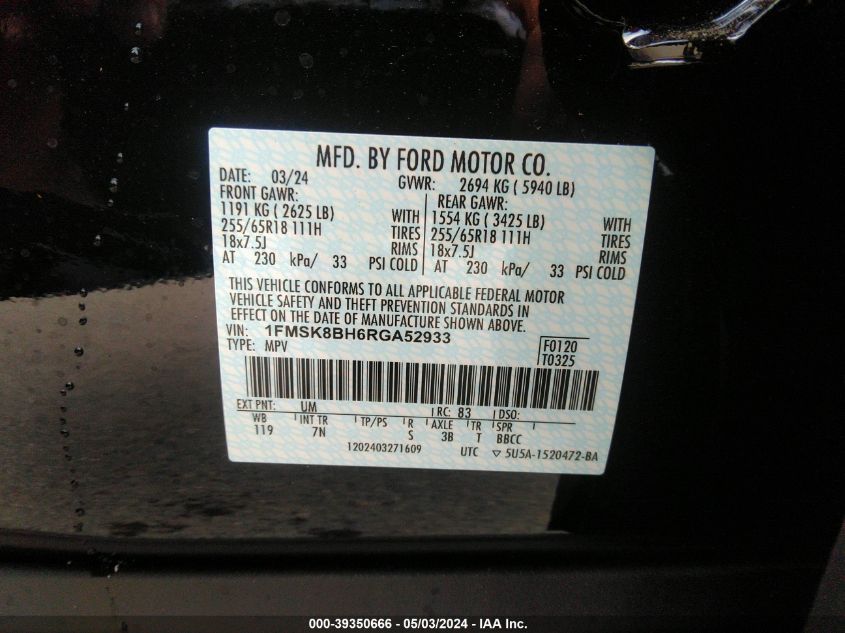 MFD. BY FORD MOTOR CO.
DATE: 03/24 GVWR: 2694 KG ( 5940 LB)
FRONT GAWR: REAR GAWR:
1191 KG ( 2625 LB) WITH 1554 KG ( 3425 LB) WITH
255/65R18 111H TIRES 255/65R18 111H TIRES
18x7.5J RIMS 18x7.5J RIMS
AT 230 kPa/ 33 PSI COLD AT 230 kPa/ 33 PSI COLD
THIS VEHICLE CONFORMS TO ALL APPLICABLE FEDERAL MOTOR
VEHICLE SAFETY AND THEFT PREVENTION STANDARDS IN
EFFECT ON THE DATE OF MANUFACTURE SHOWN ABOVE.
VIN: 1FMSK8BH6RGA52933 F0120
TYPE: MPV T0325
EXT PNT: UM RC: 83 DSO:
WB INT TR TP/PS R AXLE TR SPR
119 7N S 3B T BBCC
1202403271609 UTC ▽ 5U5A-1520472-BA
000-39350666 - 05/03/2024 - IAA Inc.